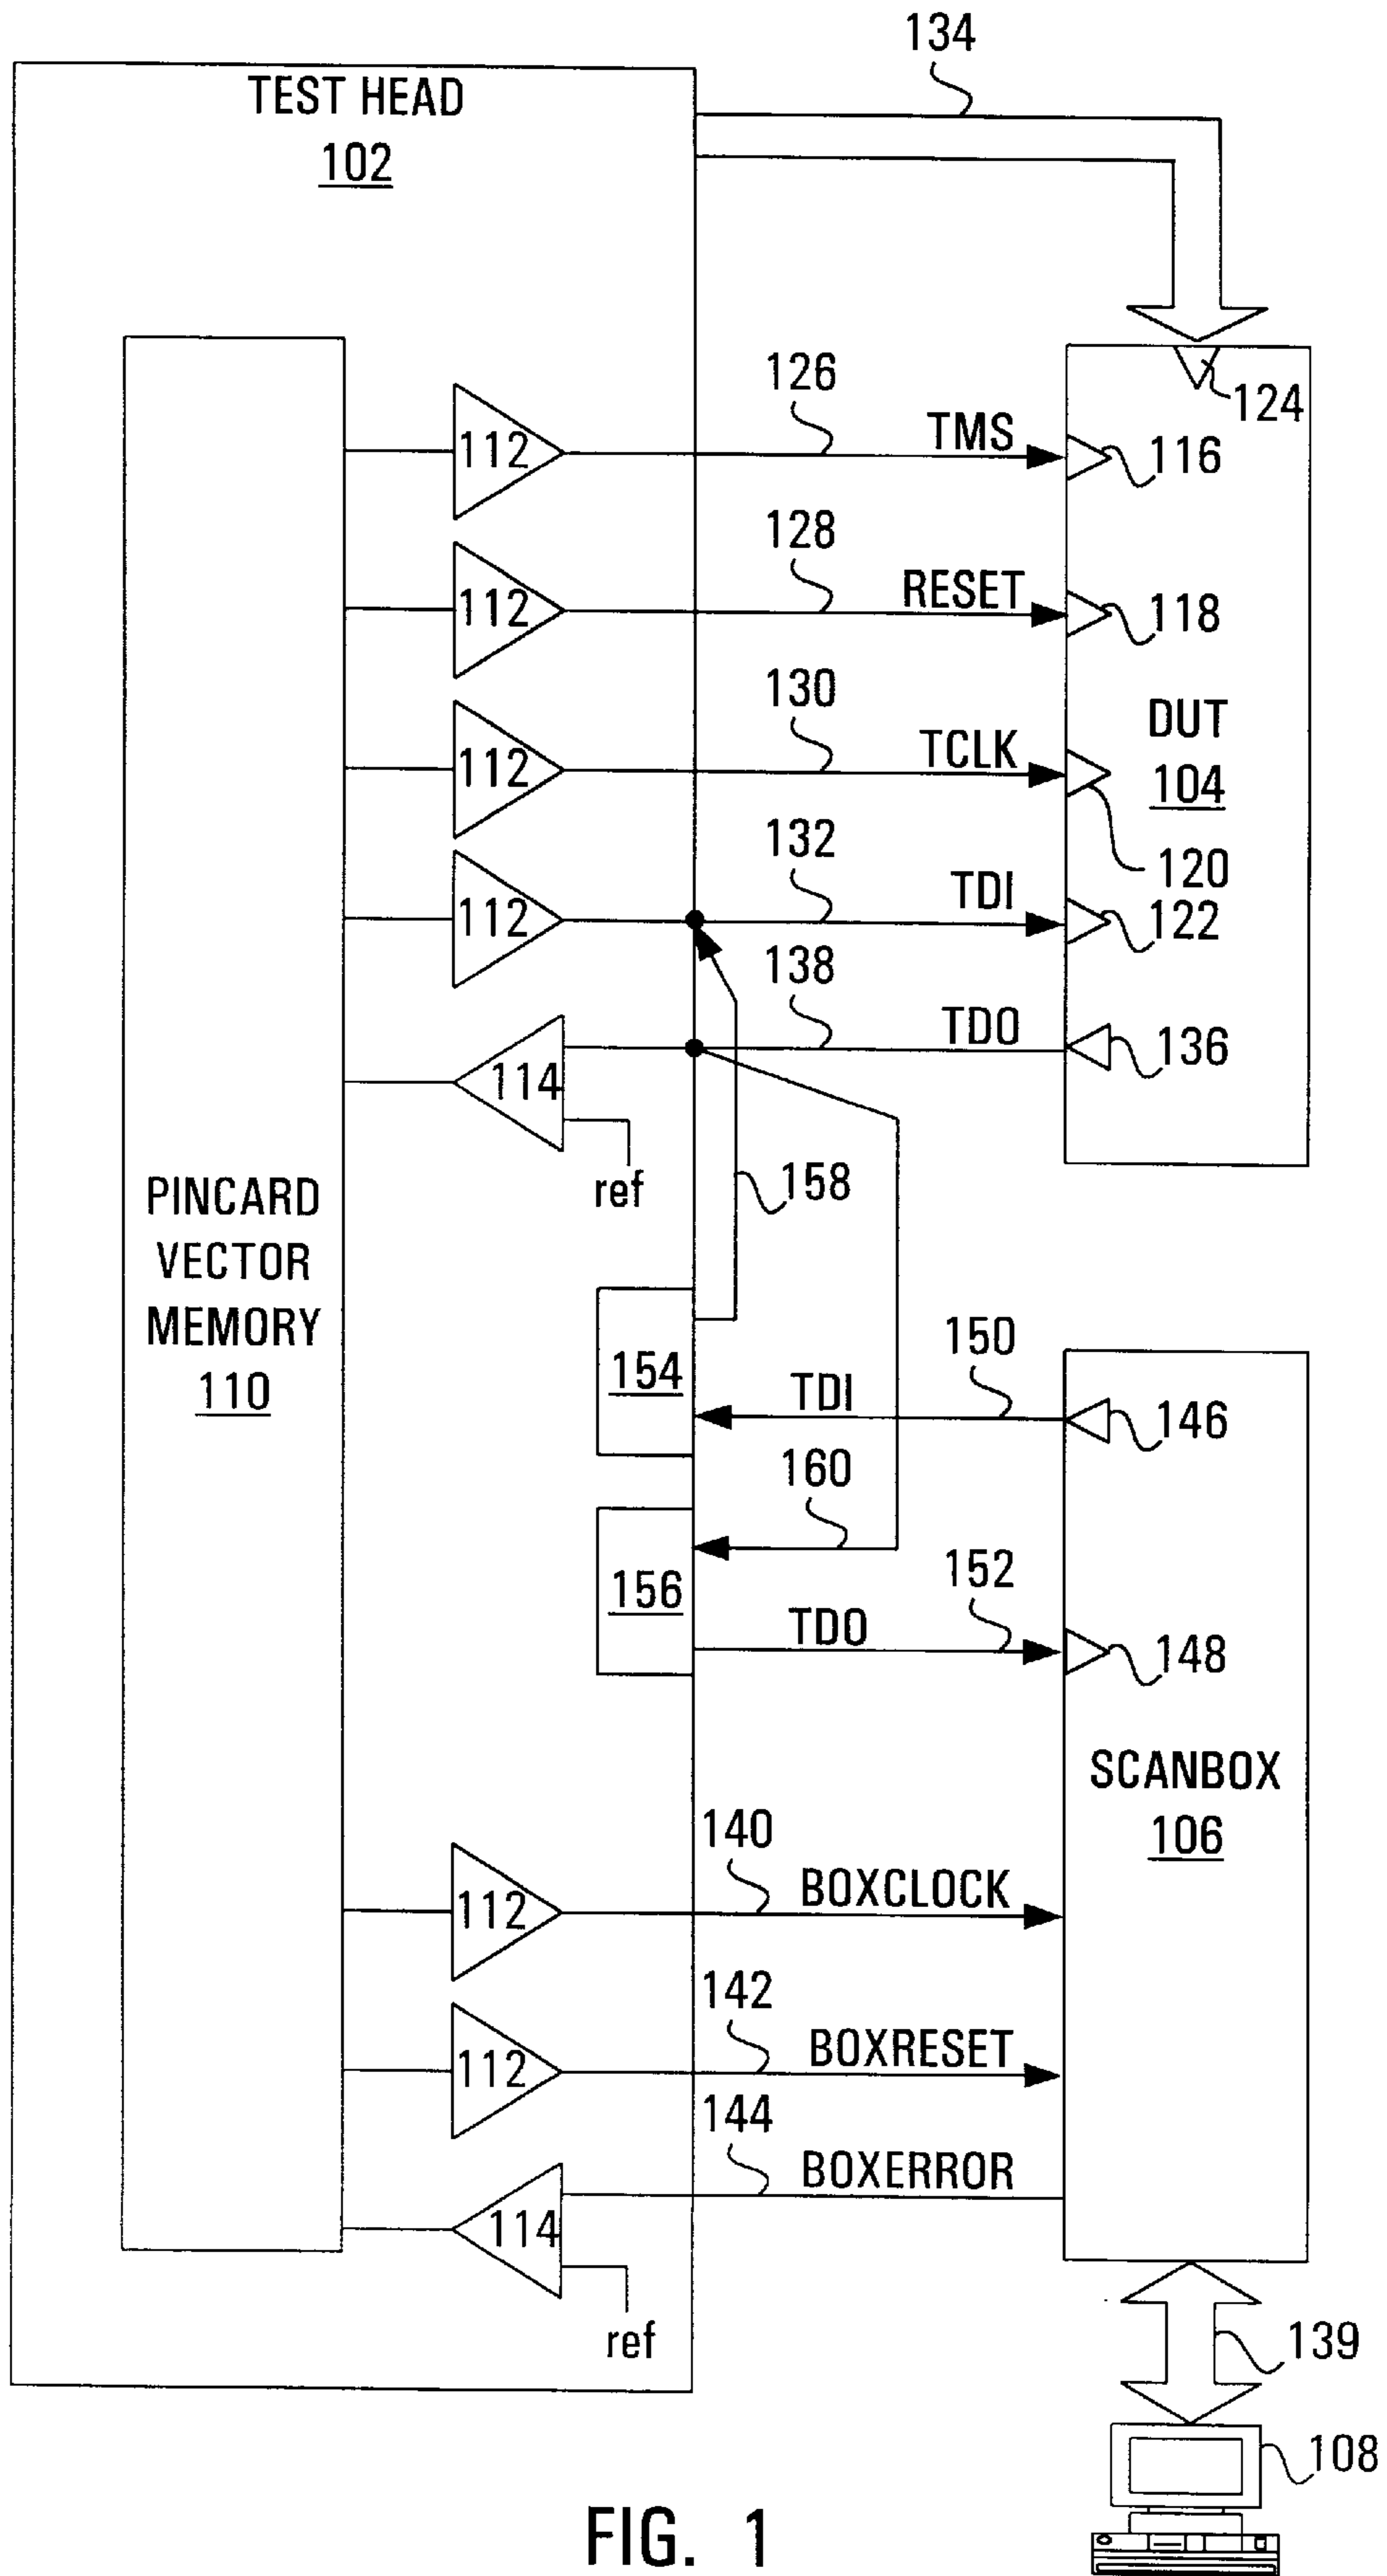 134
TEST HEAD
102
124
112
126
TMS
116
112
128
RESET
118
112
130
TCLK
DUT
104
120
112
132
TDI
122
114
138
TDO
136
ref
158
PINCARD
VECTOR
MEMORY
110
154
TDI
150
146
160
156
TDO
152
148
SCANBOX
106
112
140
BOXCLOCK
112
142
BOXRESET
114
144
BOXERROR
ref
139
108
FIG. 1